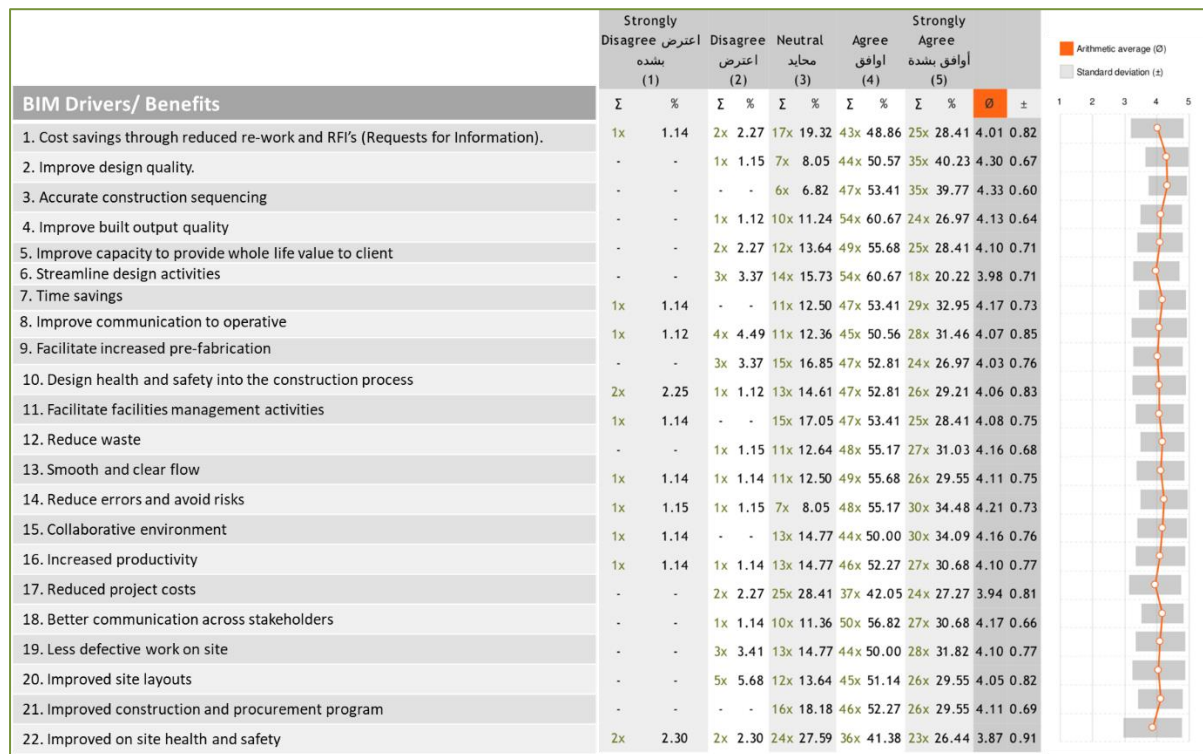 Strongly Disagree اعترض بشده (1) Disagree اعترض (2) Neutral محايد (3) Agree اوافق (4) Strongly Agree أوافق بشدة (5)
Arithmetic average (Ø)
Standard deviation (±)
BIM Drivers/ Benefits Σ % Σ % Σ % Σ % Σ % Ø ± 1 2 3 4 5
1. Cost savings through reduced re-work and RFI's (Requests for Information). 1x 1.14 2x 2.27 17x 19.32 43x 48.86 25x 28.41 4.01 0.82
2. Improve design quality. - - 1x 1.15 7x 8.05 44x 50.57 35x 40.23 4.30 0.67
3. Accurate construction sequencing - - - - 6x 6.82 47x 53.41 35x 39.77 4.33 0.60
4. Improve built output quality - - 1x 1.12 10x 11.24 54x 60.67 24x 26.97 4.13 0.64
5. Improve capacity to provide whole life value to client - - 2x 2.27 12x 13.64 49x 55.68 25x 28.41 4.10 0.71
6. Streamline design activities - - 3x 3.37 14x 15.73 54x 60.67 18x 20.22 3.98 0.71
7. Time savings 1x 1.14 - - 11x 12.50 47x 53.41 29x 32.95 4.17 0.73
8. Improve communication to operative 1x 1.12 4x 4.49 11x 12.36 45x 50.56 28x 31.46 4.07 0.85
9. Facilitate increased pre-fabrication - - 3x 3.37 15x 16.85 47x 52.81 24x 26.97 4.03 0.76
10. Design health and safety into the construction process 2x 2.25 1x 1.12 13x 14.61 47x 52.81 26x 29.21 4.06 0.83
11. Facilitate facilities management activities 1x 1.14 - - 15x 17.05 47x 53.41 25x 28.41 4.08 0.75
12. Reduce waste - - 1x 1.15 11x 12.64 48x 55.17 27x 31.03 4.16 0.68
13. Smooth and clear flow 1x 1.14 1x 1.14 11x 12.50 49x 55.68 26x 29.55 4.11 0.75
14. Reduce errors and avoid risks 1x 1.15 1x 1.15 7x 8.05 48x 55.17 30x 34.48 4.21 0.73
15. Collaborative environment 1x 1.14 - - 13x 14.77 44x 50.00 30x 34.09 4.16 0.76
16. Increased productivity 1x 1.14 1x 1.14 13x 14.77 46x 52.27 27x 30.68 4.10 0.77
17. Reduced project costs - - 2x 2.27 25x 28.41 37x 42.05 24x 27.27 3.94 0.81
18. Better communication across stakeholders - - 1x 1.14 10x 11.36 50x 56.82 27x 30.68 4.17 0.66
19. Less defective work on site - - 3x 3.41 13x 14.77 44x 50.00 28x 31.82 4.10 0.77
20. Improved site layouts - - 5x 5.68 12x 13.64 45x 51.14 26x 29.55 4.05 0.82
21. Improved construction and procurement program - - - - 16x 18.18 46x 52.27 26x 29.55 4.11 0.69
22. Improved on site health and safety 2x 2.30 2x 2.30 24x 27.59 36x 41.38 23x 26.44 3.87 0.91